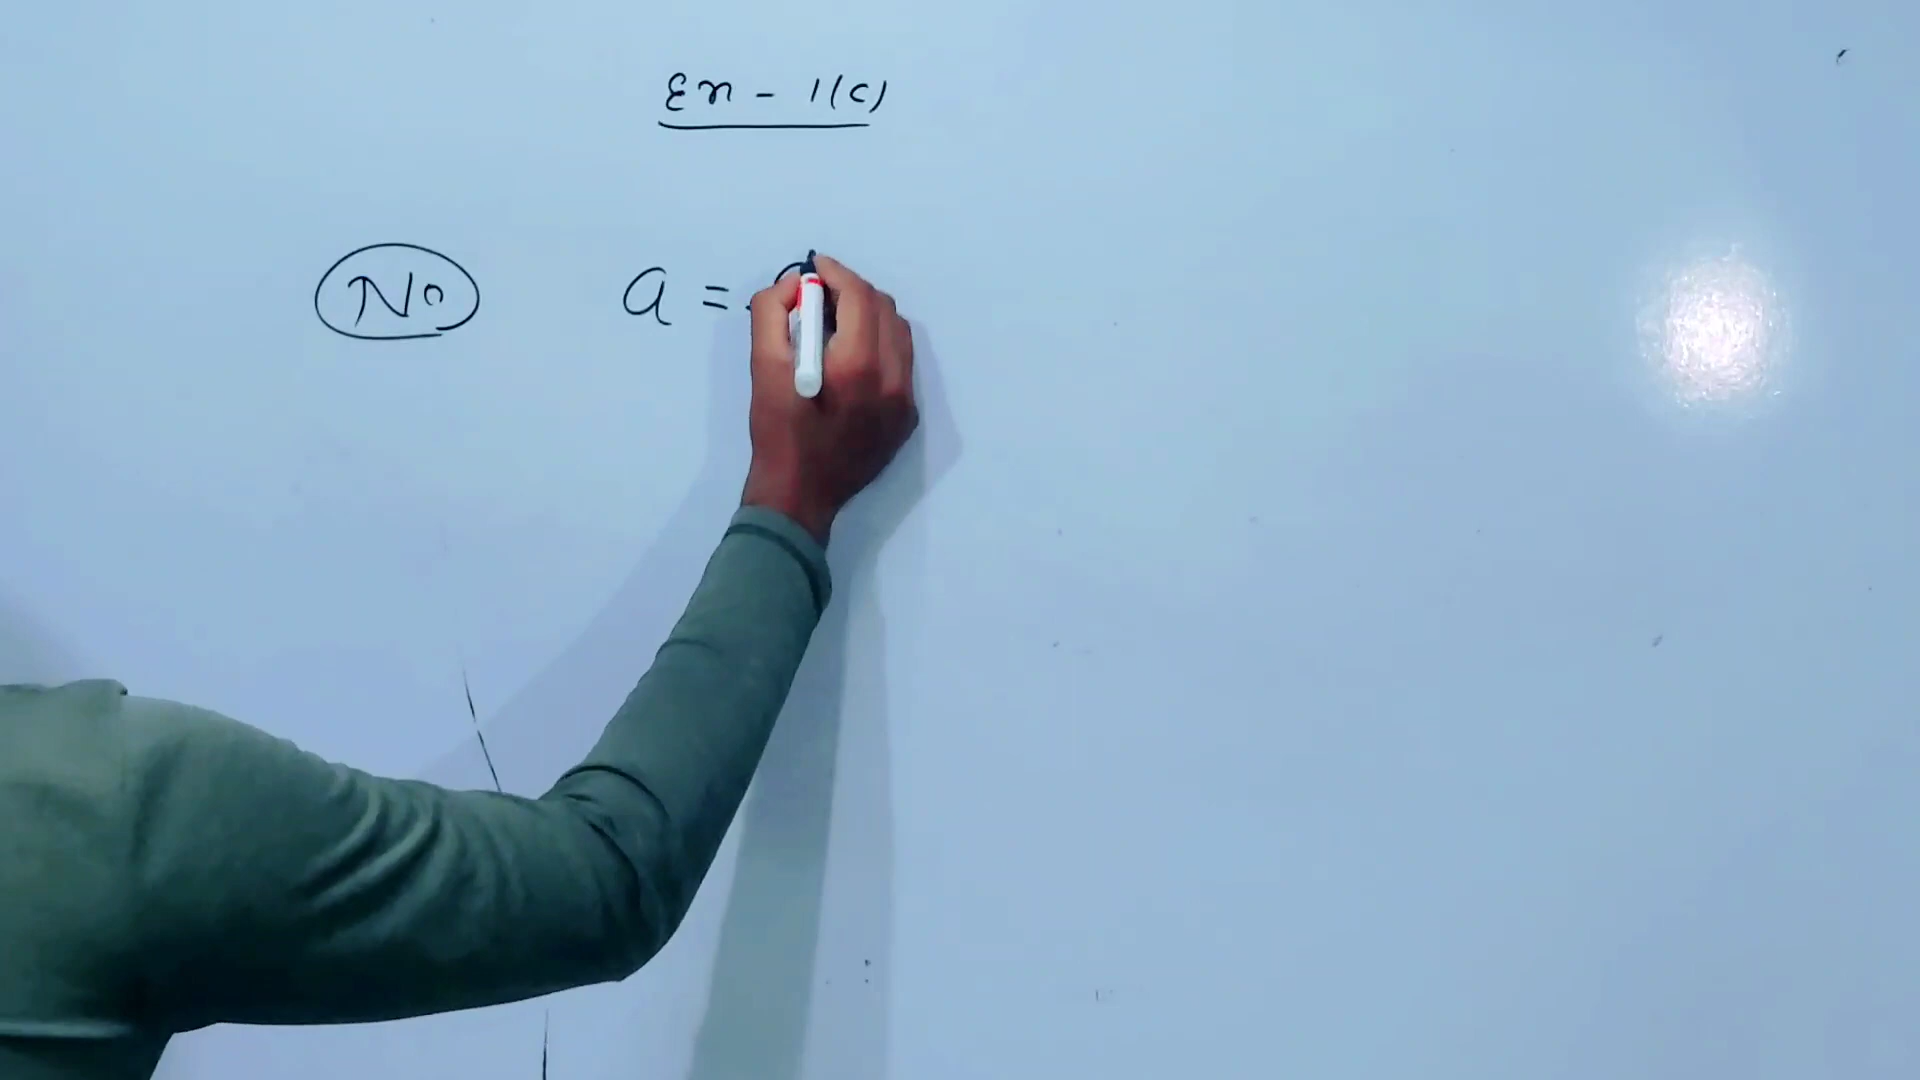 Ex - 1(c)
No a =